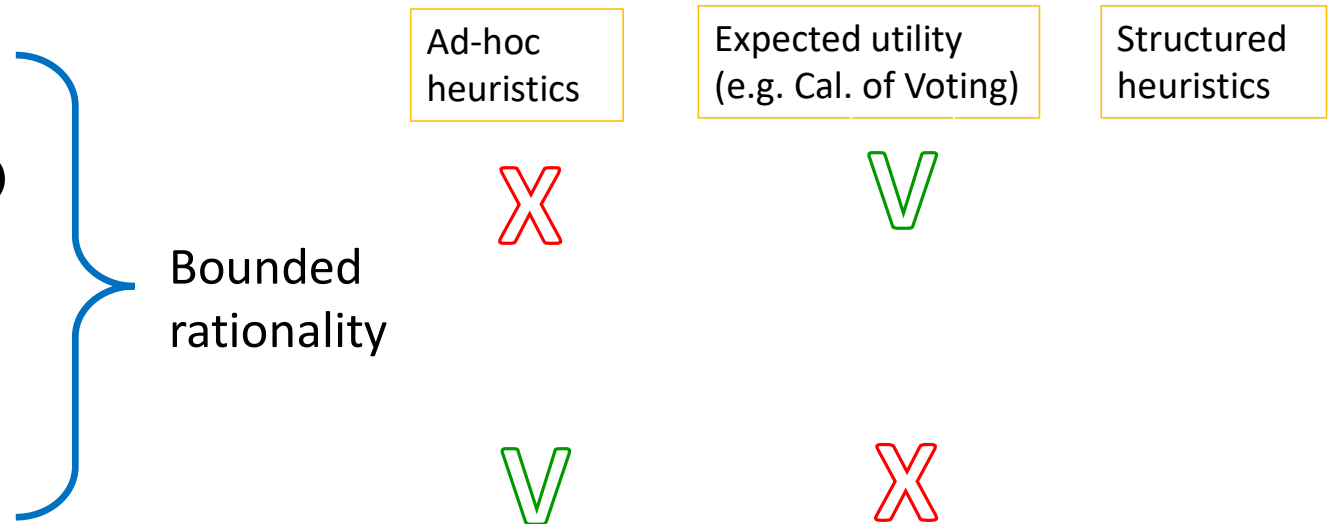 Ad-hoc
heuristics
Expected utility
(e.g. Cal. of Voting)
Structured
heuristics
)
X
V
Bounded
rationality
V
X